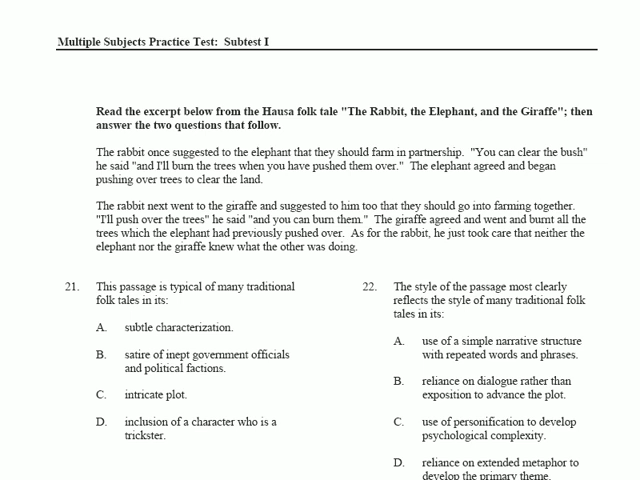 Multiple Subjects Practice Test: Subtest I
Read the excerpt below from the Hausa folk tale "The Rabbit, the Elephant, and the Giraffe"; then
answer the two questions that follow.
The rabbit once suggested to the elephant that they should farm in partnership. "You can clear the bush"
he said "and I'll burn the trees when you have pushed them over." The elephant agreed and began
pushing over trees to clear the land.
The rabbit next went to the giraffe and suggested to him too that they should go into farming together.
"I'll push over the trees" he said "and you can burn them." The giraffe agreed and went and burnt all the
trees which the elephant had previously pushed over. As for the rabbit, he just took care that neither the
elephant nor the giraffe knew what the other was doing.
21. This passage is typical of many traditional
folk tales in its:
A. subtle characterization.
B. satire of inept government officials
and political factions.
C. intricate plot.
D. inclusion of a character who is a
trickster.
22. The style of the passage most clearly
reflects the style of many traditional folk
tales in its:
A. use of a simple narrative structure
with repeated words and phrases.
B. reliance on dialogue rather than
exposition to advance the plot.
C. use of personification to develop
psychological complexity.
D. reliance on extended metaphor to
develop the primary theme.